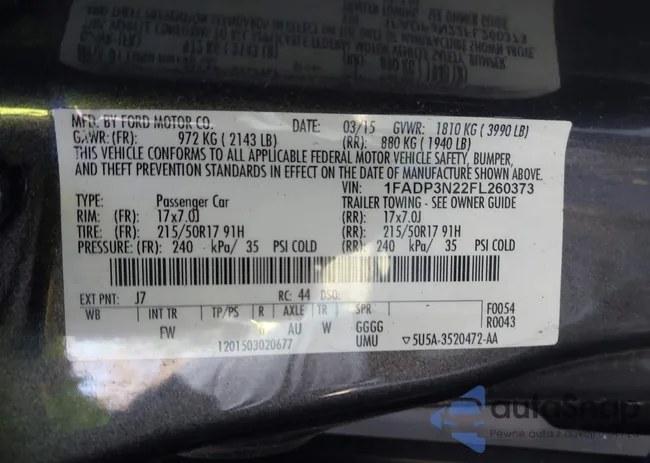 MFD. BY FORD MOTOR CO. DATE: 03/15 GVWR: 1810 KG ( 3990 LB)
GAWR: (FR): 972 KG ( 2143 LB) (RR): 880 KG ( 1940 LB)
THIS VEHICLE CONFORMS TO ALL APPLICABLE FEDERAL MOTOR VEHICLE SAFETY, BUMPER,
AND THEFT PREVENTION STANDARDS IN EFFECT ON THE DATE OF MANUFACTURE SHOWN ABOVE.
VIN: 1FADP3N22FL260373
TYPE: Passenger Car TRAILER TOWING - SEE OWNER GUIDE
RIM: (FR): 17x7.0J (RR): 17x7.0J
TIRE: (FR): 215/50R17 91H (RR): 215/50R17 91H
PRESSURE: (FR): 240 kPa/ 35 PSI COLD (RR): 240 kPa/ 35 PSI COLD
EXT PNT: J7 RC: 44 DSO:
WB INT TR TP/PS R AXLE TR SPR F0054
FW G AU W GGGG R0043
1201503020677 UMU ▽5U5A-3520472-AA
autaSnap